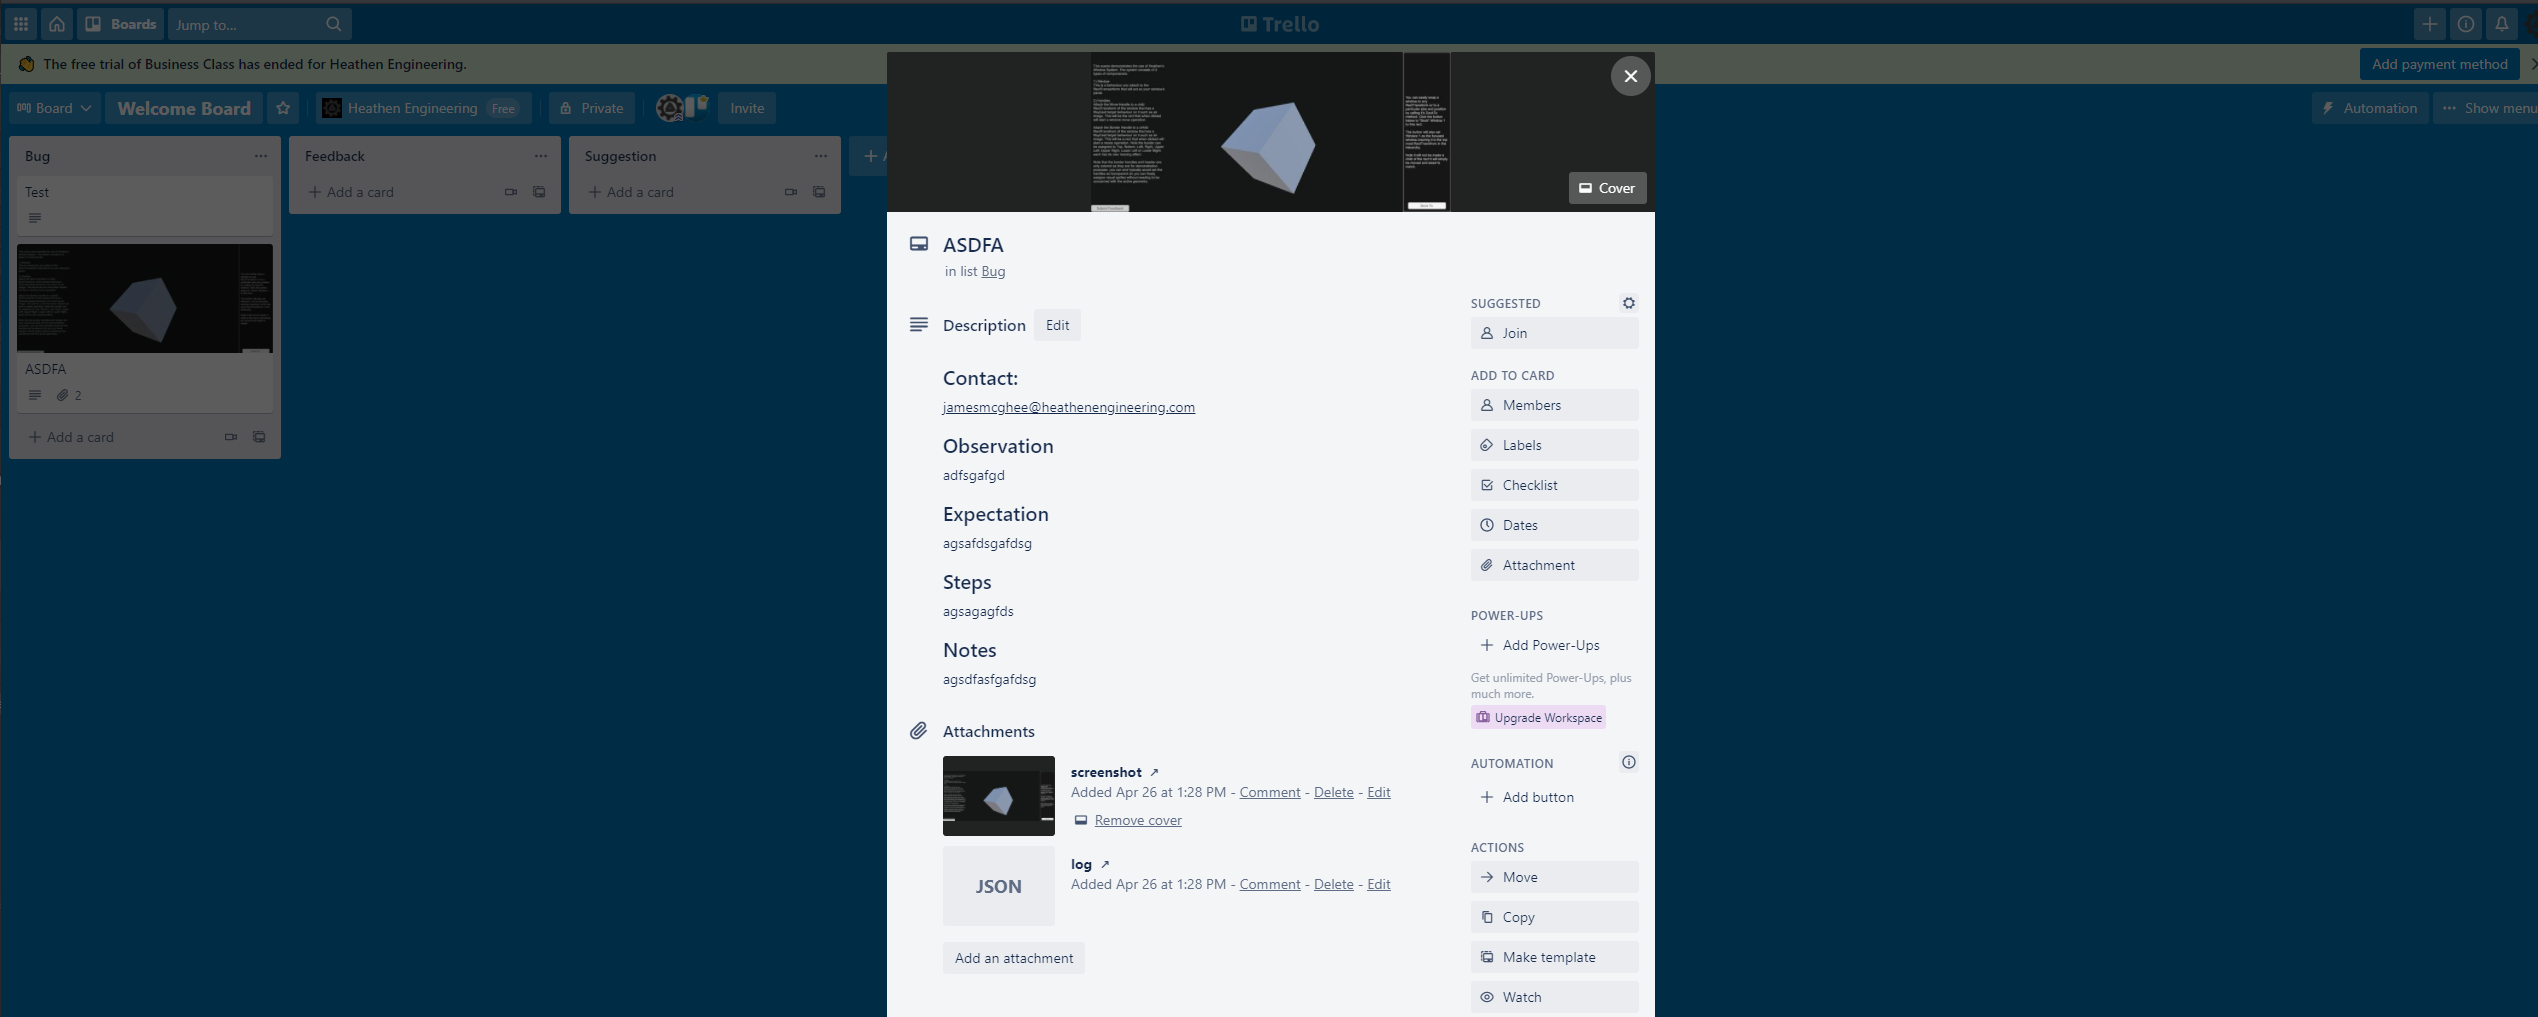 Boards
Jump to...
Trello
The free trial of Business Class has ended for Heathen Engineering.
Add payment method
Board
Welcome Board
Heathen Engineering Free
Private
Invite
Automation
Show menu
Bug
Test
ASDFA
2
Add a card
Feedback
Add a card
Suggestion
Add a card
Cover
ASDFA
in list Bug
Description
Edit
Contact:
jamesmcghee@heathenengineering.com
Observation
adfsgafgd
Expectation
agsafdsgafdsg
Steps
agsagagfds
Notes
agsdfasfgafdsg
Attachments
screenshot
Added Apr 26 at 1:28 PM - Comment - Delete - Edit
Remove cover
JSON
log
Added Apr 26 at 1:28 PM - Comment - Delete - Edit
Add an attachment
SUGGESTED
Join
ADD TO CARD
Members
Labels
Checklist
Dates
Attachment
POWER-UPS
Add Power-Ups
Get unlimited Power-Ups, plus
much more.
Upgrade Workspace
AUTOMATION
Add button
ACTIONS
Move
Copy
Make template
Watch